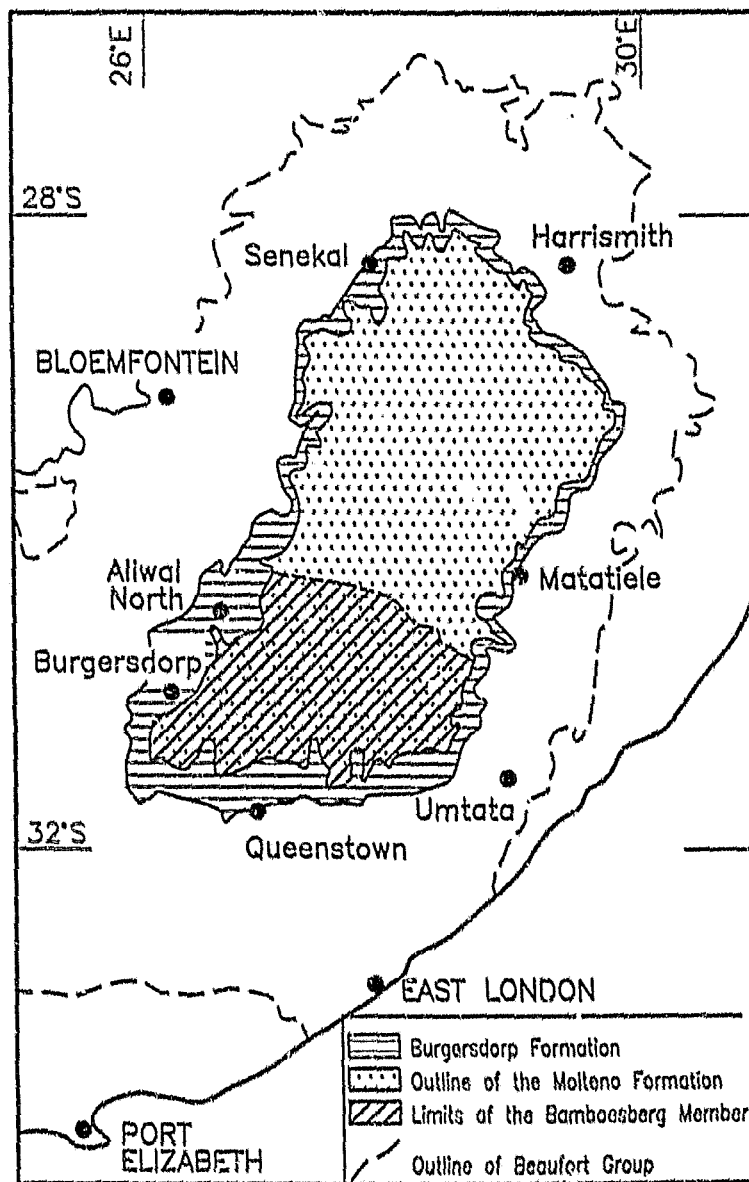 26°E
30°E
28°S
Senekal
Harrismith
BLOEMFONTEIN
Aliwal
North
Matatiele
Burgersdorp
Umtata
32°S
Queenstown
EAST LONDON
Burgersdorp Formation
Outline of the Molteno Formation
Limits of the Bamboesberg Member
Outline of Beaufort Group
PORT
ELIZABETH